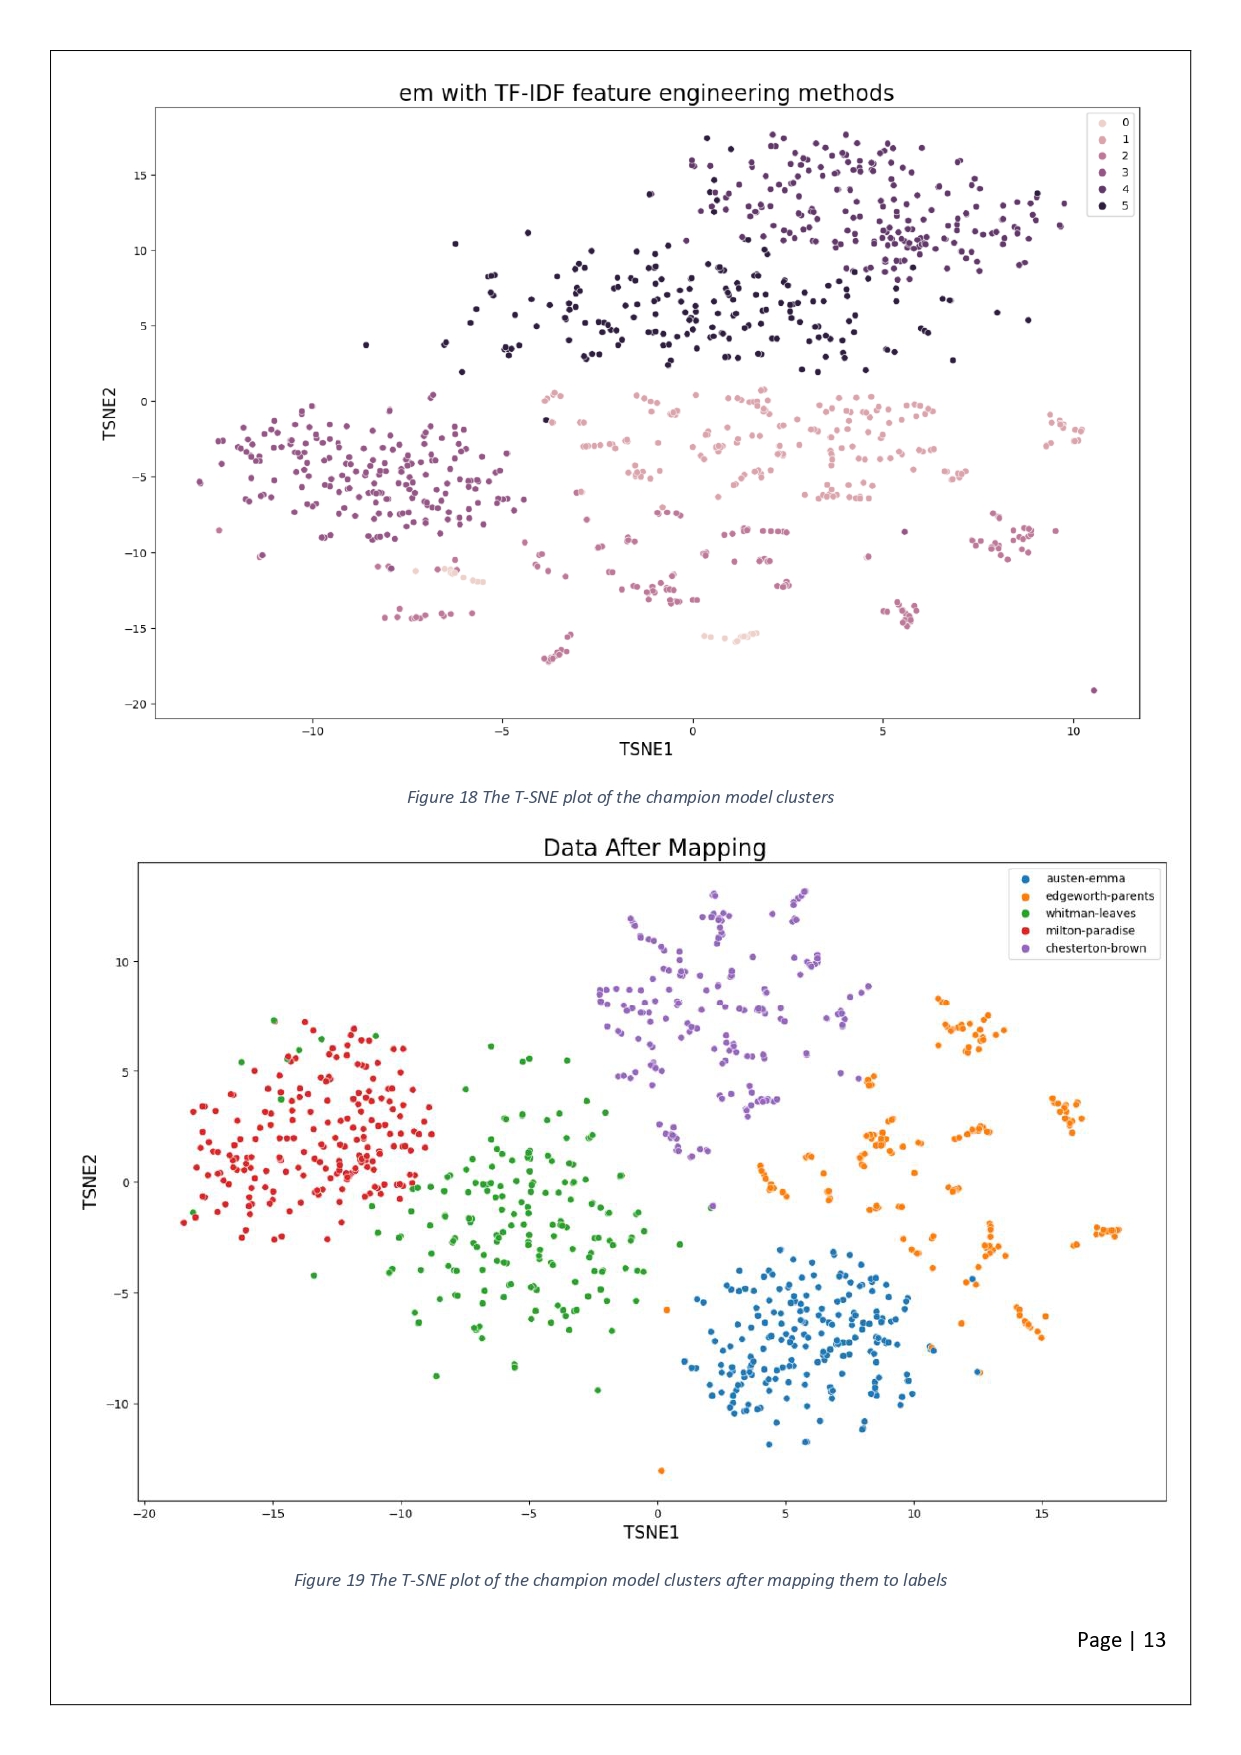 em with TF-IDF feature engineering methods
0
1
2
3
4
5
15
10
5
0
−5
−10
−15
−20
TSNE2
−10
−5
0
5
10
TSNE1
Figure 18 The T-SNE plot of the champion model clusters
Data After Mapping
austen-emma
edgeworth-parents
whitman-leaves
milton-paradise
chesterton-brown
10
5
0
−5
−10
TSNE2
−20
−15
−10
−5
0
5
10
15
TSNE1
Figure 19 The T-SNE plot of the champion model clusters after mapping them to labels
Page | 13